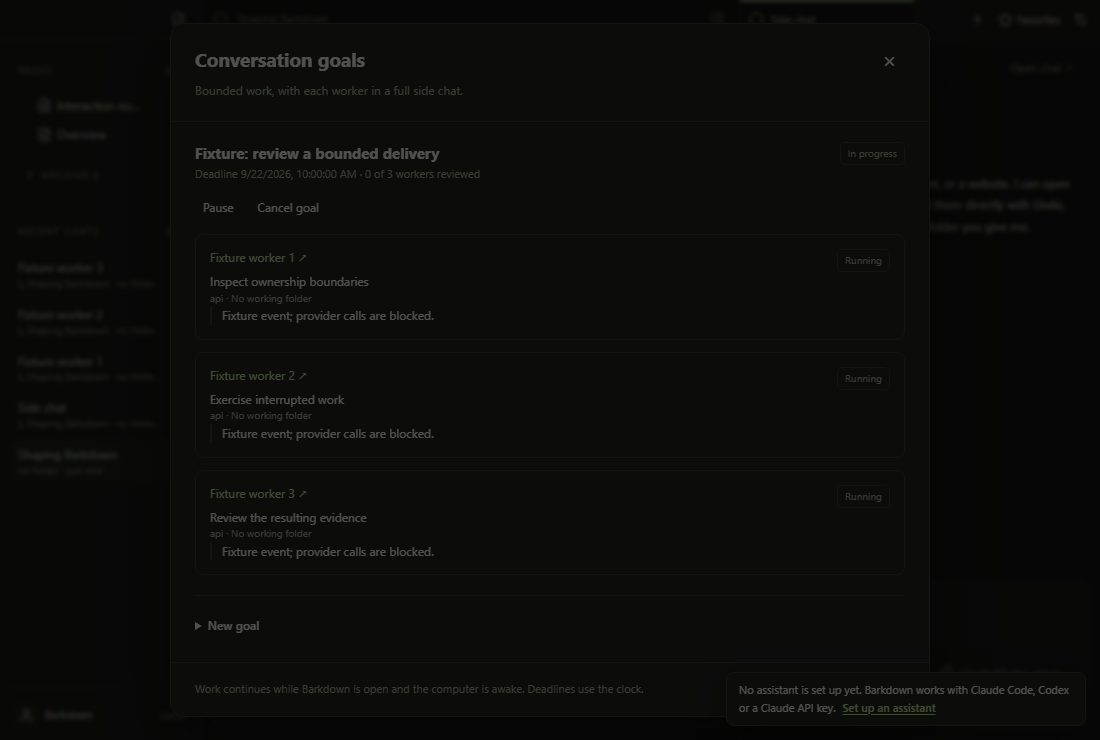 Side chat
Favorites
Open chat ↗
Conversation goals
Bounded work, with each worker in a full side chat.
Overview
Fixture: review a bounded delivery
In progress
Deadline 9/22/2026, 10:00:00 AM · 0 of 3 workers reviewed
Pause
Cancel goal
Fixture worker 1 ↗
Running
Inspect ownership boundaries
api · No working folder
Fixture event; provider calls are blocked.
Fixture worker 2 ↗
Running
Exercise interrupted work
api · No working folder
Fixture event; provider calls are blocked.
Fixture worker 3 ↗
Running
Review the resulting evidence
api · No working folder
Fixture event; provider calls are blocked.
New goal
Work continues while Barkdown is open and the computer is awake. Deadlines use the clock.
Fixture worker 3
Fixture worker 2
Fixture worker 1
Side chat
Shaping Barkdown
Barkdown
No assistant is set up yet. Barkdown works with Claude Code, Codex
or a Claude API key. Set up an assistant